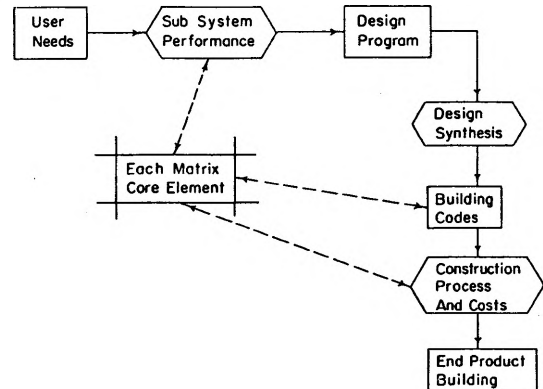 User
Needs
Sub System
Performance
Design
Program
Design
Synthesis
Each Matrix
Core Element
Building
Codes
Construction
Process
And Costs
End Product
Building